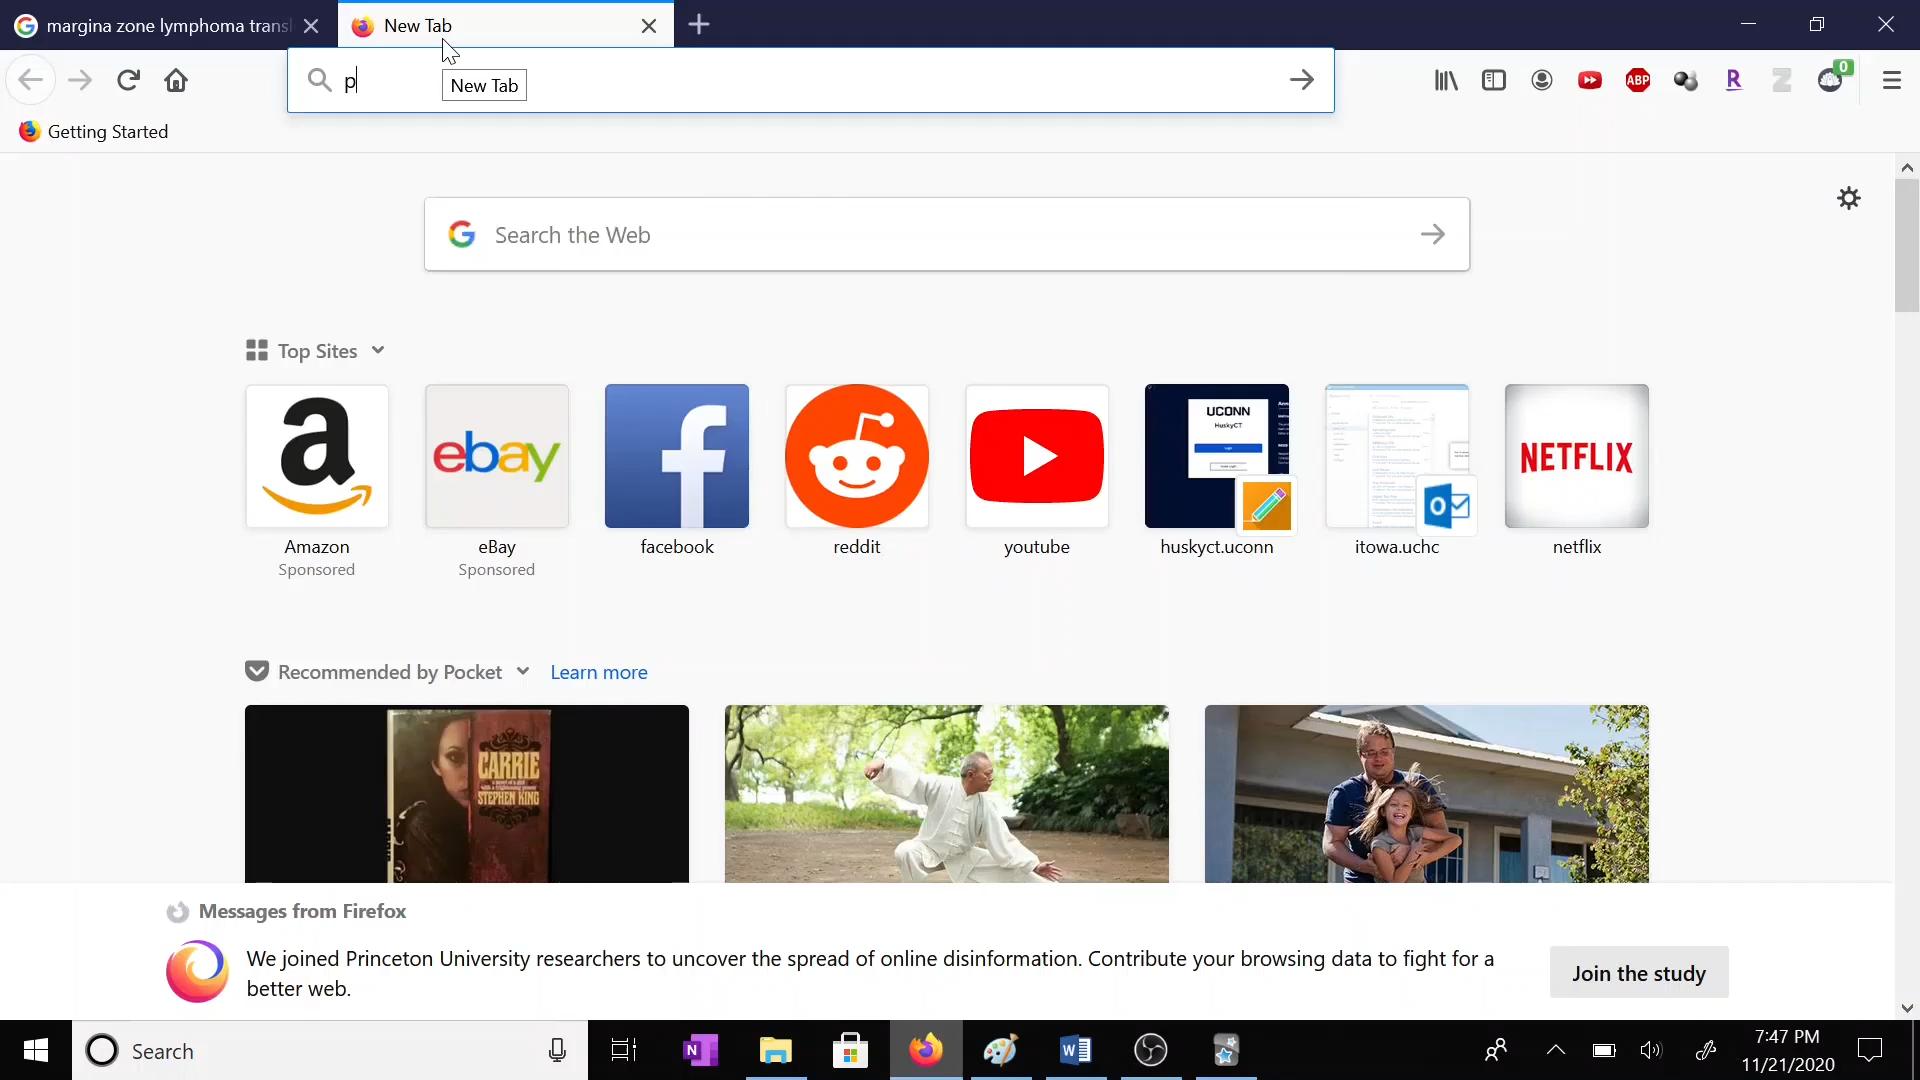 margina zone lymphoma transl
New Tab
p
New Tab
ABP
R
Z
0
Getting Started
Search the Web
Top Sites
a
ebay
f
UCONN
HuskyCT
NETFLIX
Amazon
eBay
facebook
reddit
youtube
huskyct.uconn
itowa.uchc
netflix
Sponsored
Sponsored
Recommended by Pocket
Learn more
CARRIE
STEPHEN KING
Messages from Firefox
We joined Princeton University researchers to uncover the spread of online disinformation. Contribute your browsing data to fight for a
better web.
Join the study
Search
N
W
7:47 PM
11/21/2020